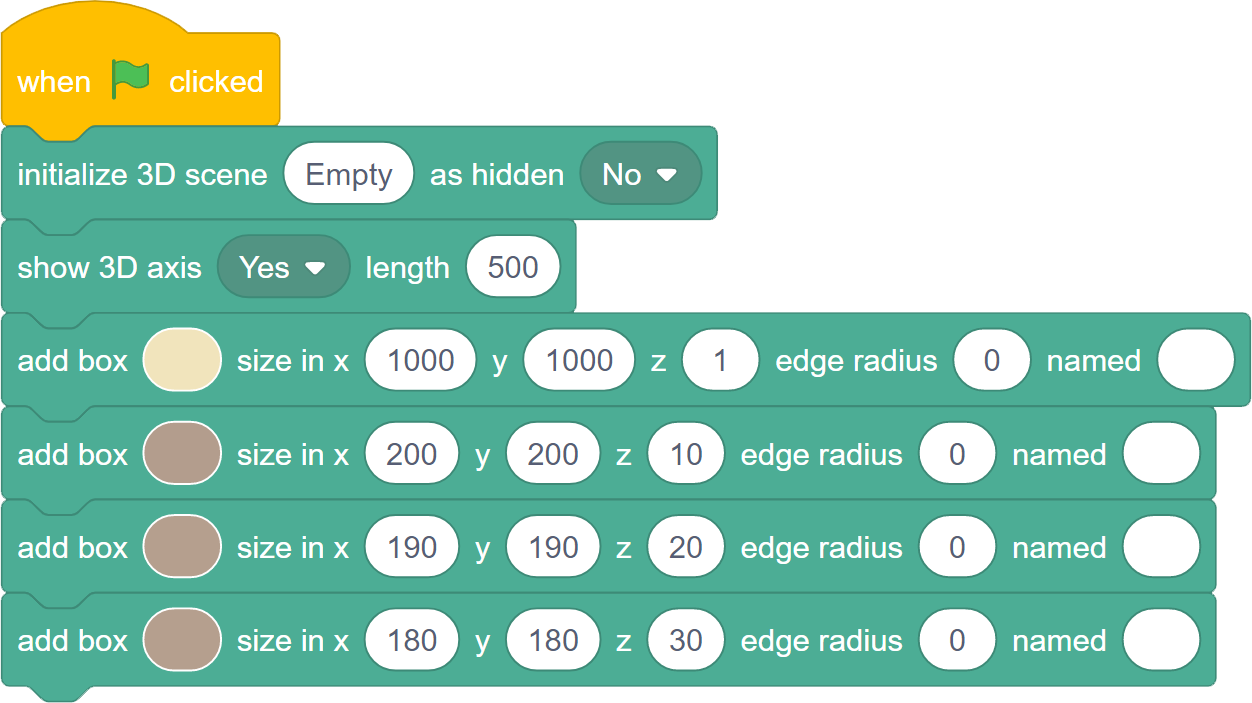 when clicked
initialize 3D scene Empty as hidden No
show 3D axis Yes length 500
add box size in x 1000 y 1000 z 1 edge radius 0 named
add box size in x 200 y 200 z 10 edge radius 0 named
add box size in x 190 y 190 z 20 edge radius 0 named
add box size in x 180 y 180 z 30 edge radius 0 named